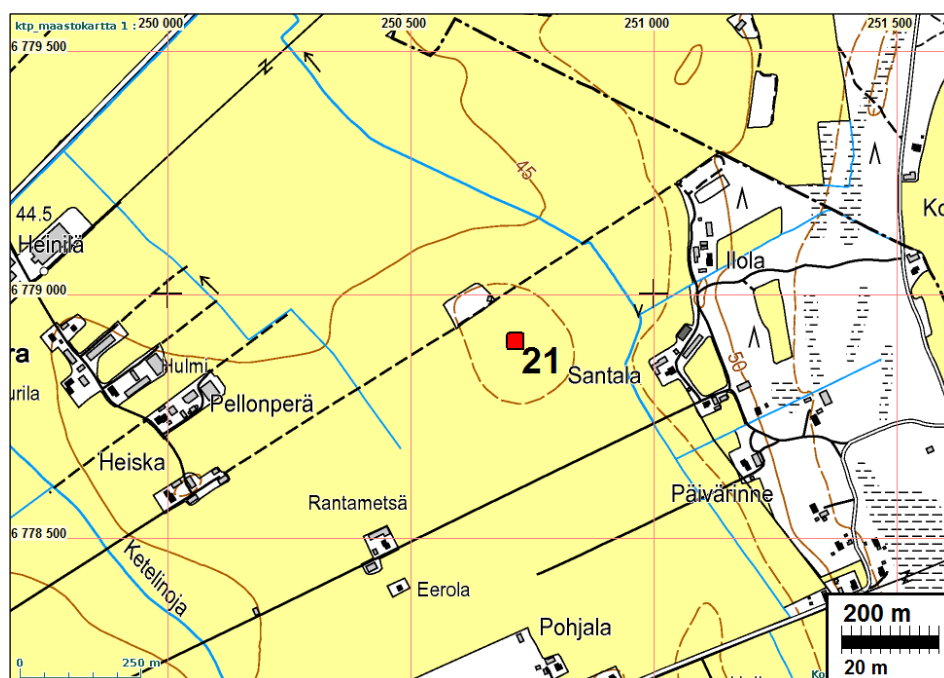 ktp_maastokartta 1 :
250 000
250 500
251 000
251 500
6 779 500
45
44.5
Heinilä
Ilola
Ko
6 779 000
21
Santala
50
ra
Hulmi
urila
Pellonperä
Heiska
Päivärinne
Rantametsä
6 778 500
Ketelinoja
Eerola
Pohjala
200 m
20 m
0 250 m
Ko